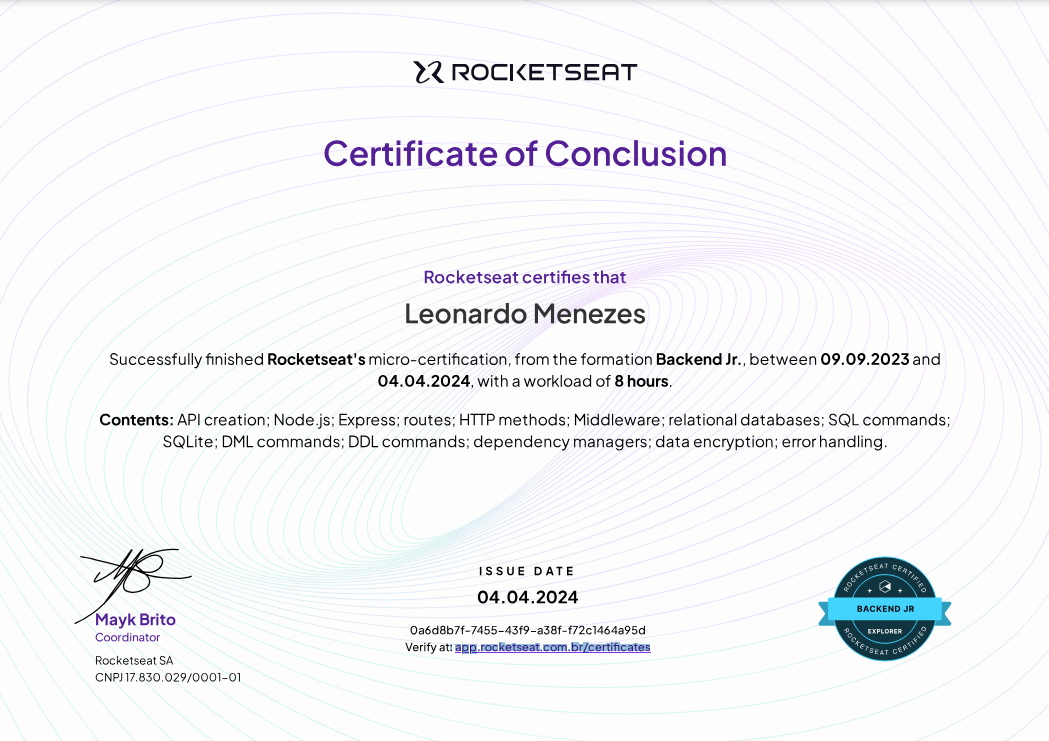 ROCKETSEAT
Certificate of Conclusion
Rocketseat certifies that
Leonardo Menezes
Successfully finished Rocketseat's micro-certification, from the formation Backend Jr., between 09.09.2023 and
04.04.2024, with a workload of 8 hours.
Contents: API creation; Node.js; Express; routes; HTTP methods; Middleware; relational databases; SQL commands;
SQLite; DML commands; DDL commands; dependency managers; data encryption; error handling.
Mayk Brito
Coordinator
Rocketseat SA
CNPJ 17.830.029/0001-01
ISSUE DATE
04.04.2024
0a6d8b7f-7455-43f9-a38f-f72c1464a95d
Verify at: app.rocketseat.com.br/certificates
ROCKETSEAT CERTIFIED
BACKEND JR
EXPLORER
ROCKETSEAT CERTIFIED